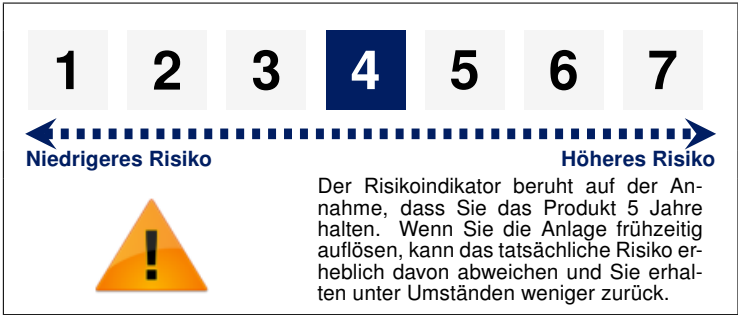 1 2 3 4 5 6 7
Niedrigeres Risiko Höheres Risiko
Der Risikoindikator beruht auf der An-
nahme, dass Sie das Produkt 5 Jahre
halten. Wenn Sie die Anlage frühzeitig
auflösen, kann das tatsächliche Risiko er-
heblich davon abweichen und Sie erhal-
ten unter Umständen weniger zurück.